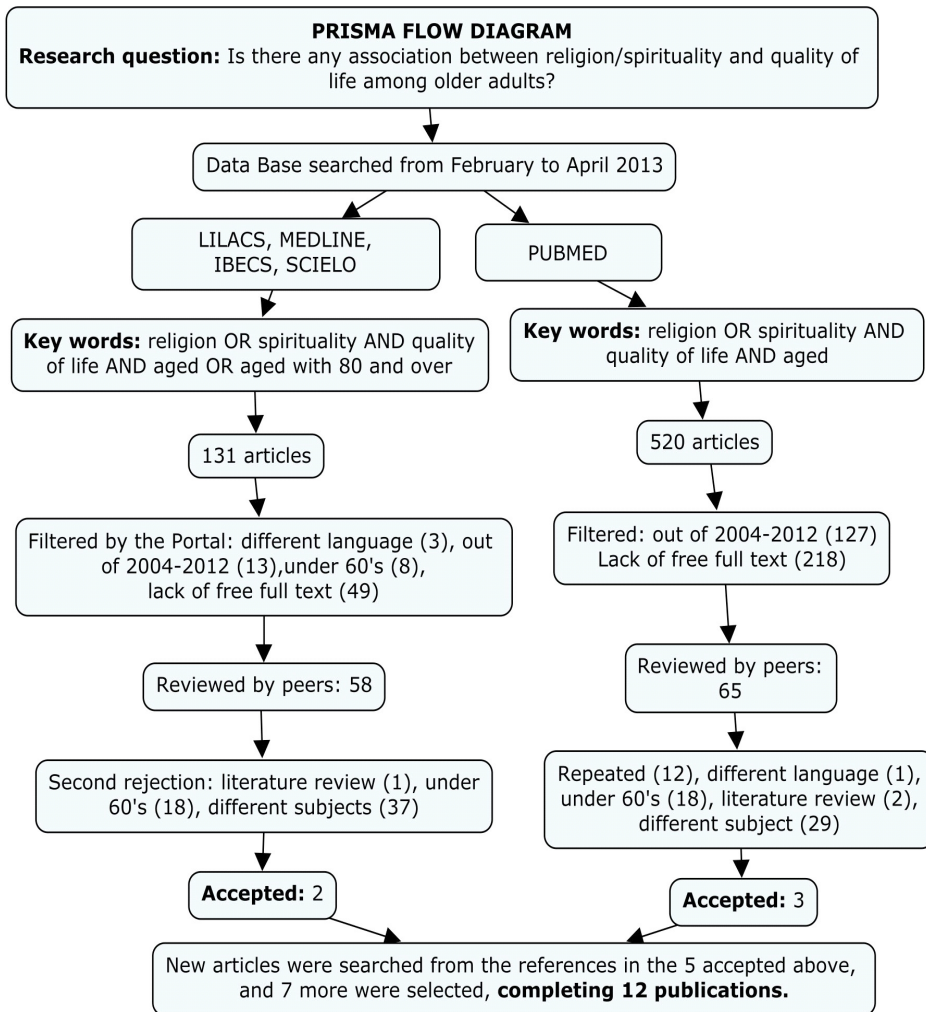 PRISMA FLOW DIAGRAM
Research question: Is there any association between religion/spirituality and quality of
life among older adults?
Data Base searched from February to April 2013
LILACS, MEDLINE,
IBECS, SCIELO
PUBMED
Key words: religion OR spirituality AND quality
of life AND aged OR aged with 80 and over
Key words: religion OR spirituality AND
quality of life AND aged
131 articles
520 articles
Filtered by the Portal: different language (3), out
of 2004-2012 (13),under 60's (8),
lack of free full text (49)
Filtered: out of 2004-2012 (127)
Lack of free full text (218)
Reviewed by peers: 58
Reviewed by peers:
65
Second rejection: literature review (1), under
60's (18), different subjects (37)
Repeated (12), different language (1),
under 60's (18), literature review (2),
different subject (29)
Accepted: 2
Accepted: 3
New articles were searched from the references in the 5 accepted above,
and 7 more were selected, completing 12 publications.